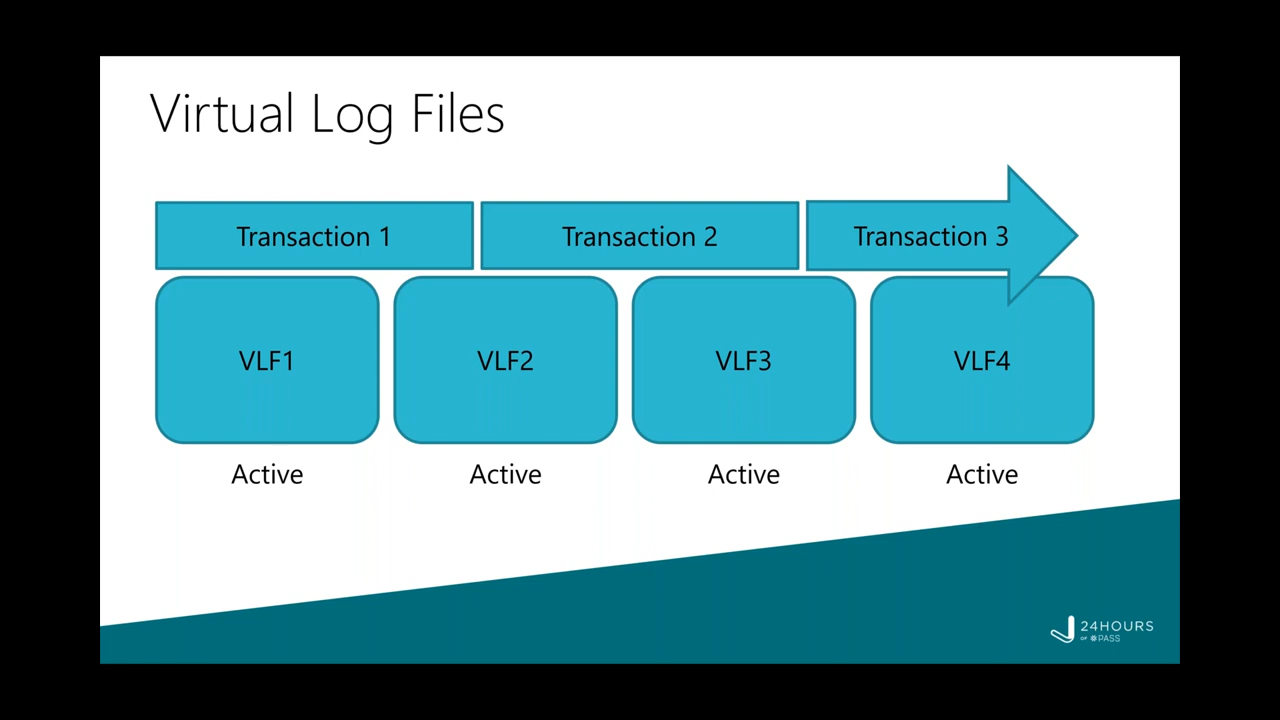 Virtual Log Files
Transaction 1
Transaction 2
Transaction 3
VLF1
VLF2
VLF3
VLF4
Active
Active
Active
Active
24HOURS
OF PASS